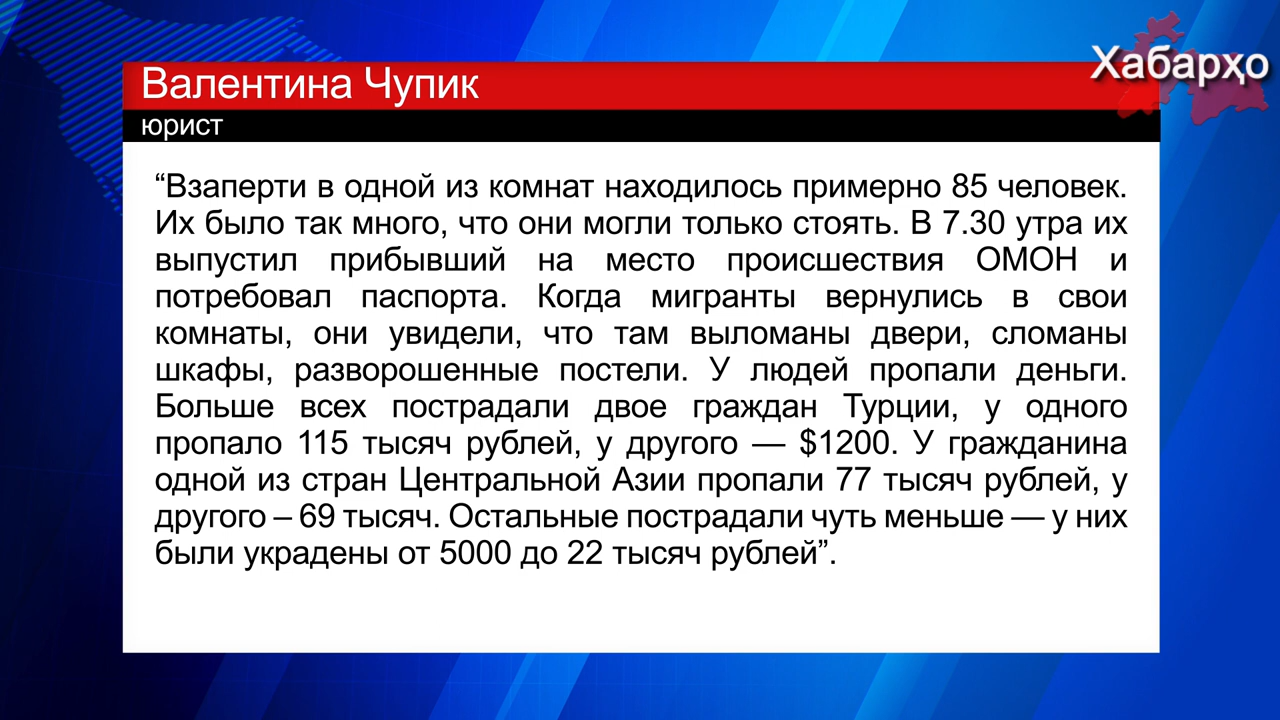 Хабарҳо
Валентина Чупик
юрист
“Взаперти в одной из комнат находилось примерно 85 человек.
Их было так много, что они могли только стоять. В 7.30 утра их
выпустил прибывший на место происшествия ОМОН и
потребовал паспорта. Когда мигранты вернулись в свои
комнаты, они увидели, что там выломаны двери, сломаны
шкафы, разворошенные постели. У людей пропали деньги.
Больше всех пострадали двое граждан Турции, у одного
пропало 115 тысяч рублей, у другого — $1200. У гражданина
одной из стран Центральной Азии пропали 77 тысяч рублей, у
другого – 69 тысяч. Остальные пострадали чуть меньше — у них
были украдены от 5000 до 22 тысяч рублей”.